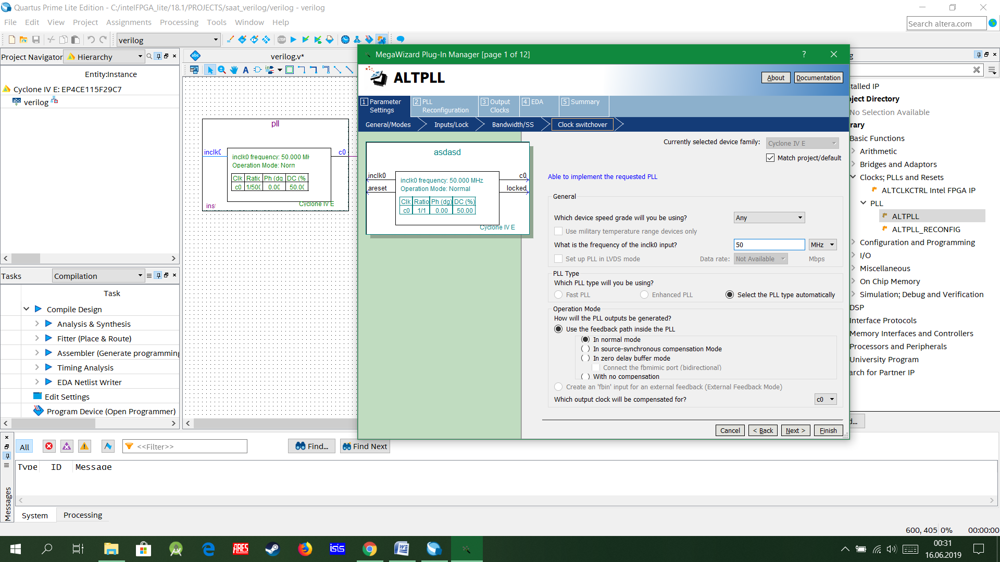 Quartus Prime Lite Edition - C:/intelFPGA_lite/18.1/PROJECTS/saat_verilog/verilog - verilog
File Edit View Project Assignments Processing Tools Window Help
Search altera.com
verilog
Project Navigator Hierarchy
verilog.v*
Entity:Instance
Cyclone IV E: EP4CE115F29C7
verilog
pll
inclk0
c0
inclk0 frequency: 50.000 MH
Operation Mode: Norm
Clk Ratio Ph (dg DC (%
c0 1/500 0.00 50.00
inst
Cyclone IV E
Tasks Compilation
Task
Compile Design
Analysis & Synthesis
Fitter (Place & Route)
Assembler (Generate programming
Timing Analysis
EDA Netlist Writer
Edit Settings
Program Device (Open Programmer)
MegaWizard Plug-In Manager [page 1 of 12]
ALTPLL
About Documentation
1 Parameter Settings
2 PLL Reconfiguration
3 Output Clocks
4 EDA
5 Summary
General/Modes Inputs/Lock Bandwidth/SS Clock switchover
asdasd
inclk0 c0
areset locked
inclk0 frequency: 50.000 MHz
Operation Mode: Normal
Clk Ratio Ph (dg) DC (%)
c0 1/1 0.00 50.00
Cyclone IV E
Currently selected device family: Cyclone IV E
Match project/default
Able to implement the requested PLL
General
Which device speed grade will you be using? Any
Use military temperature range devices only
What is the frequency of the inclk0 input? 50 MHz
Set up PLL in LVDS mode Data rate: Not Available Mbps
PLL Type
Which PLL type will you be using?
Fast PLL Enhanced PLL Select the PLL type automatically
Operation Mode
How will the PLL outputs be generated?
Use the feedback path inside the PLL
In normal mode
In source-synchronous compensation Mode
In zero delay buffer mode
Connect the fbmimic port (bidirectional)
With no compensation
Create an 'fbin' input for an external feedback (External Feedback Mode)
Which output clock will be compensated for? c0
Cancel < Back Next > Finish
g
stalled IP
oject Directory
No Selection Available
rary
Basic Functions
Arithmetic
Bridges and Adaptors
Clocks; PLLs and Resets
ALTCLKCTRL Intel FPGA IP
PLL
ALTPLL
ALTPLL_RECONFIG
Configuration and Programming
I/O
Miscellaneous
On Chip Memory
Simulation; Debug and Verification
DSP
Interface Protocols
Memory Interfaces and Controllers
Processors and Peripherals
University Program
arch for Partner IP
d...
All <<Filter>> Find... Find Next
Type ID Message
Messages
System Processing
600, 405 0% 00:00:00
ARES
isis
00:31
16.06.2019